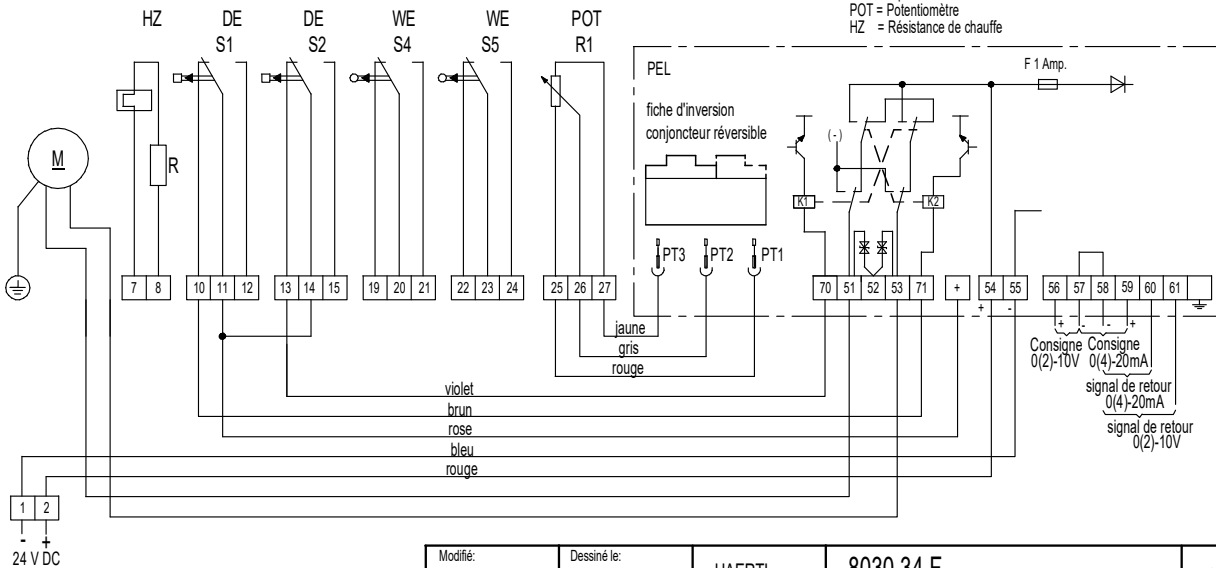 POT = Potentiomètre
HZ = Résistance de chauffe
HZ DE DE WE WE POT
S1 S2 S4 S5 R1
PEL
F 1 Amp.
fiche d'inversion
conjoncteur réversible
(-)
M
R
K1 K2
PT3 PT2 PT1
7 8 10 11 12 13 14 15 19 20 21 22 23 24 25 26 27 70 51 52 53 71 + 54 55 56 57 58 59 60 61
+ -
+ - - +
jaune
gris
rouge
Consigne Consigne
0(2)-10V 0(4)-20mA
signal de retour
0(4)-20mA
signal de retour
0(2)-10V
violet
brun
rose
bleu
rouge
1 2
- +
24 V DC
Modifié: Dessiné le: